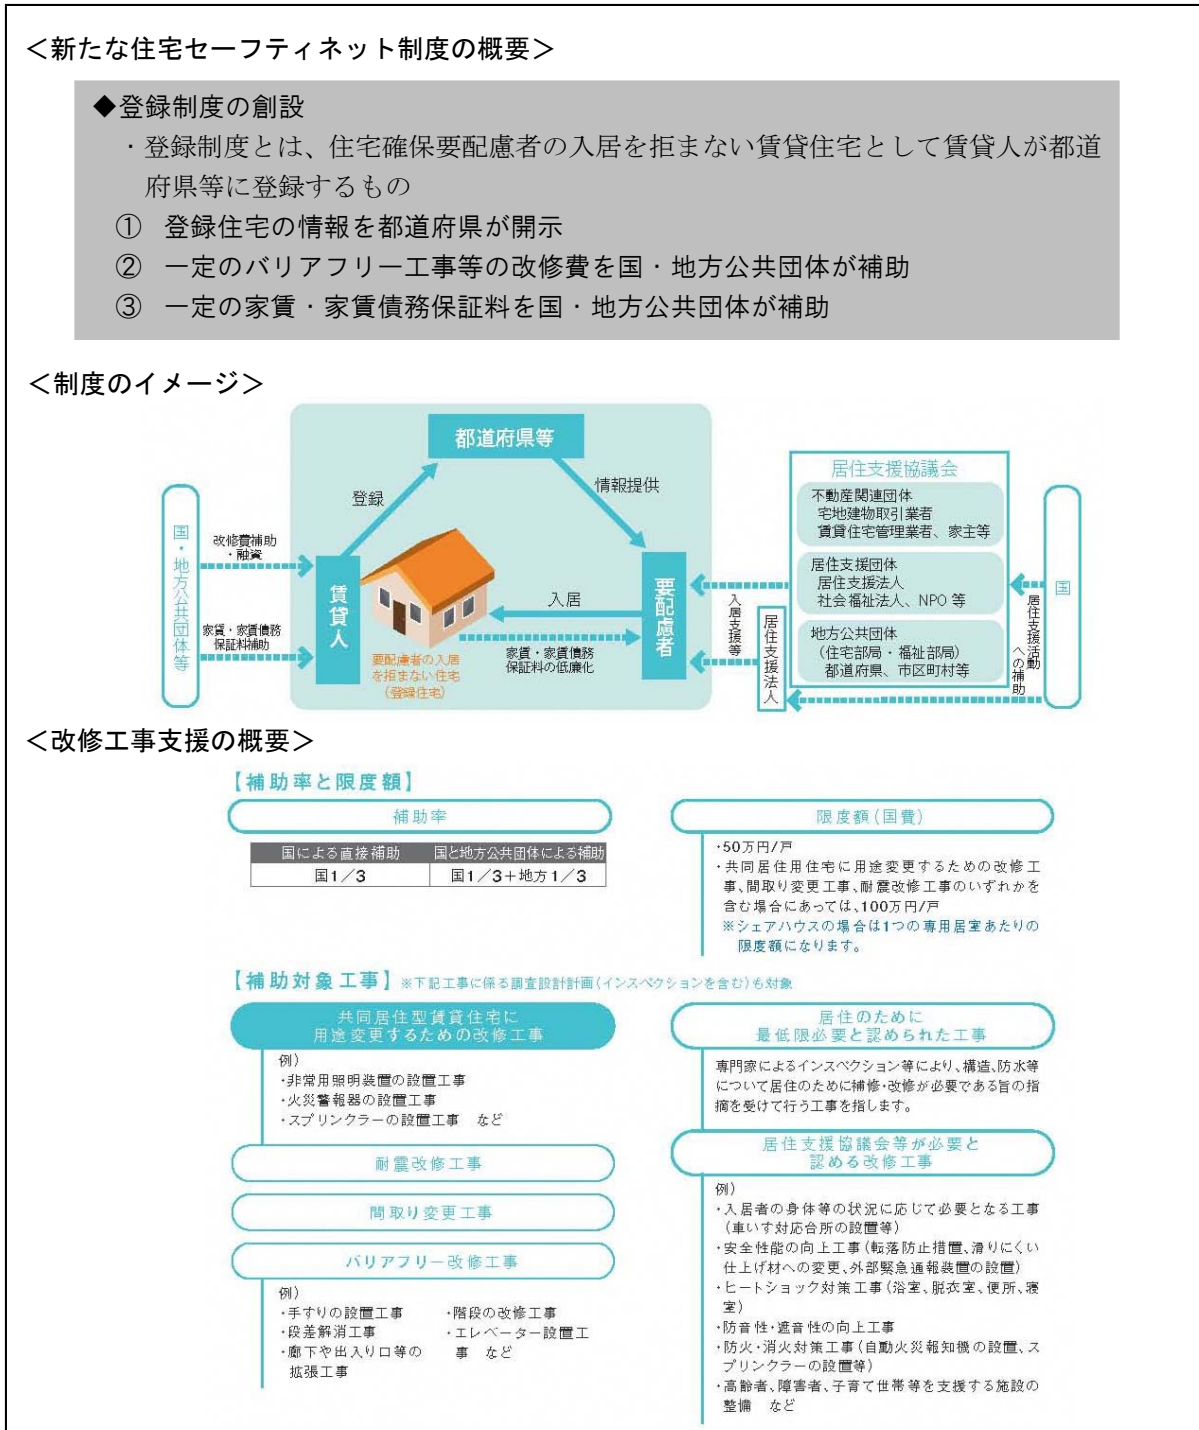 ＜新たな住宅セーフティネット制度の概要＞
◆登録制度の創設
・登録制度とは、住宅確保要配慮者の入居を拒まない賃貸住宅として賃貸人が都道
府県等に登録するもの
① 登録住宅の情報を都道府県が開示
② 一定のバリアフリー工事等の改修費を国・地方公共団体が補助
③ 一定の家賃・家賃債務保証料を国・地方公共団体が補助
＜制度のイメージ＞
国・地方公共団体等
改修費補助
・融資
家賃・家賃債務
保証料補助
都道府県等
登録
情報提供
賃貸人
要配慮者の入居
を拒まない住宅
（登録住宅）
入居
家賃・家賃債務
保証料の低廉化
要配慮者
入居支援等
居住支援法人
居住支援協議会
不動産関連団体
宅地建物取引業者
賃貸住宅管理業者、家主等
居住支援団体
居住支援法人
社会福祉法人、NPO 等
地方公共団体
（住宅部局・福祉部局）
都道府県、市区町村等
居住支援活動
への補助
国
＜改修工事支援の概要＞
【補助率と限度額】
補助率
国による直接補助 国と地方公共団体による補助
国1／3 国1／3＋地方1／3
限度額（国費）
・50万円/戸
・共同居住用住宅に用途変更するための改修工
事、間取り変更工事、耐震改修工事のいずれかを
含む場合にあっては、100万円/戸
※シェアハウスの場合は1つの専用居室あたりの
限度額になります。
【補助対象工事】※下記工事に係る調査設計計画（インスペクションを含む）も対象
共同居住型賃貸住宅に
用途変更するための改修工事
例）
・非常用照明装置の設置工事
・火災警報器の設置工事
・スプリンクラーの設置工事 など
耐震改修工事
間取り変更工事
バリアフリー改修工事
例）
・手すりの設置工事
・段差解消工事
・廊下や出入り口等の
拡張工事
・階段の改修工事
・エレベーター設置工
事 など
居住のために
最低限必要と認められた工事
専門家によるインスペクション等により、構造、防水等
について居住のために補修・改修が必要である旨の指
摘を受けて行う工事を指します。
居住支援協議会等が必要と
認める改修工事
例）
・入居者の身体等の状況に応じて必要となる工事
（車いす対応台所の設置等）
・安全性能の向上工事（転落防止措置、滑りにくい
仕上げ材への変更、外部緊急通報装置の設置）
・ヒートショック対策工事（浴室、脱衣室、便所、寝
室）
・防音性・遮音性の向上工事
・防火・消火対策工事（自動火災報知機の設置、ス
プリンクラーの設置等）
・高齢者、障害者、子育て世帯等を支援する施設の
整備 など